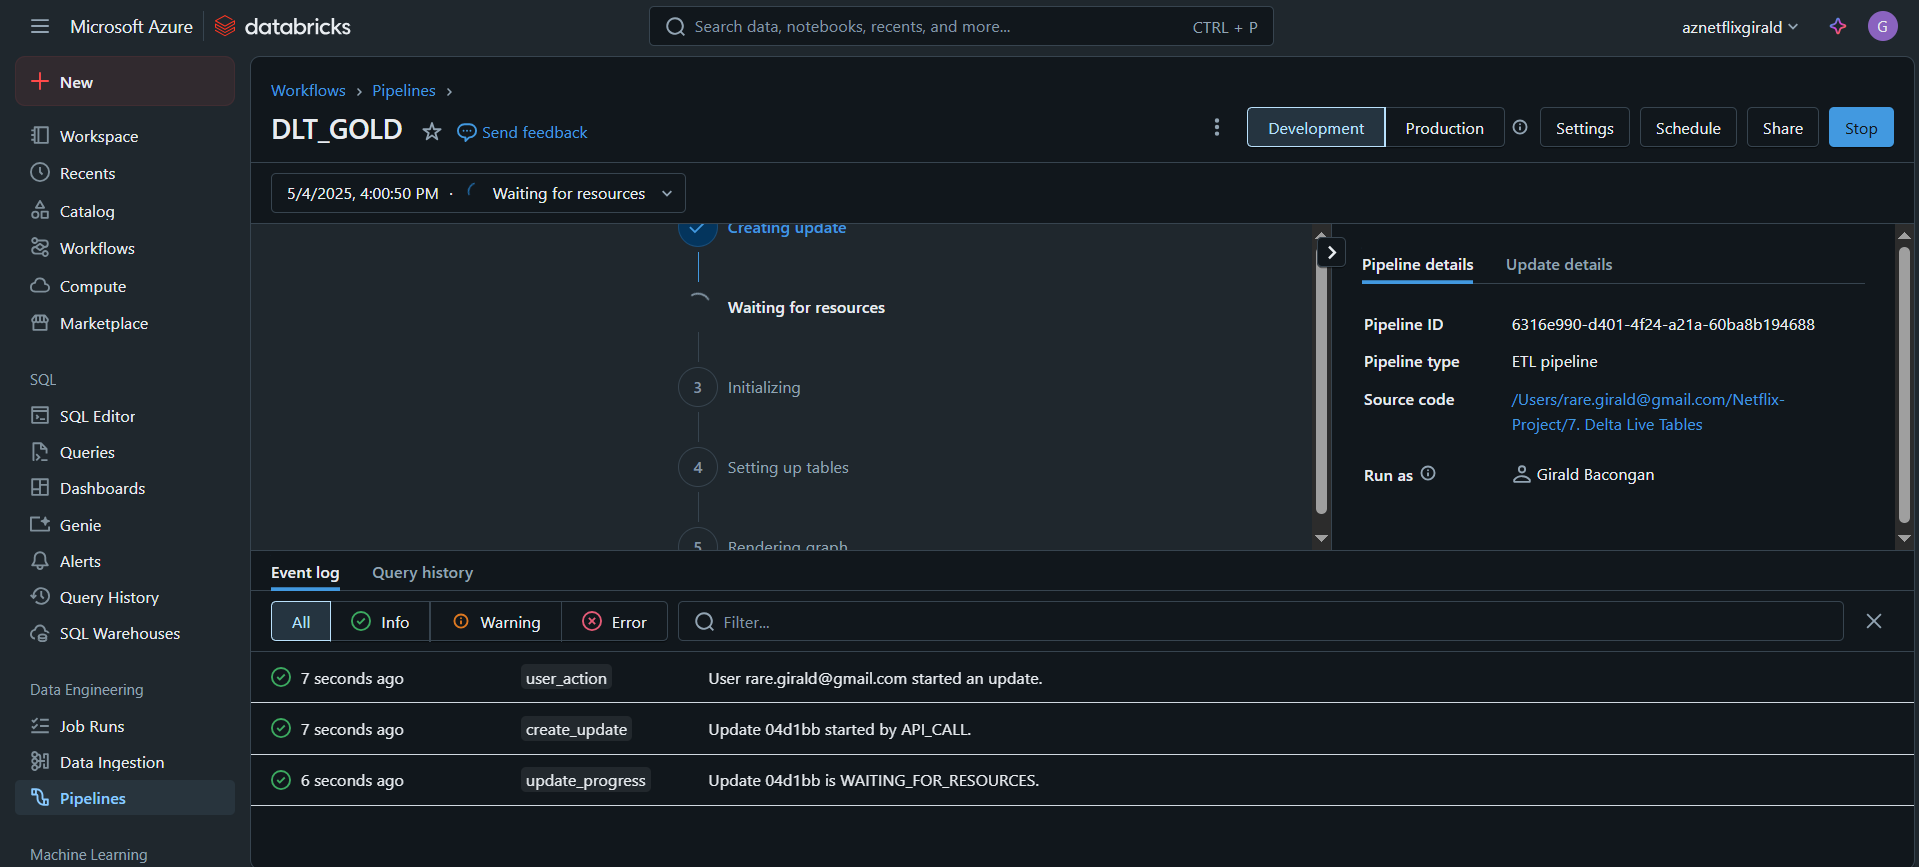 Microsoft Azure databricks
Search data, notebooks, recents, and more... CTRL + P
aznetflixgirald G
New
Workspace
Recents
Catalog
Workflows
Compute
Marketplace
SQL
SQL Editor
Queries
Dashboards
Genie
Alerts
Query History
SQL Warehouses
Data Engineering
Job Runs
Data Ingestion
Pipelines
Machine Learning
Workflows › Pipelines ›
DLT_GOLD Send feedback
Development Production Settings Schedule Share Stop
5/4/2025, 4:00:50 PM · Waiting for resources
Creating update
Waiting for resources
3 Initializing
4 Setting up tables
5 Rendering graph
Pipeline details Update details
Pipeline ID 6316e990-d401-4f24-a21a-60ba8b194688
Pipeline type ETL pipeline
Source code /Users/rare.girald@gmail.com/Netflix-
Project/7. Delta Live Tables
Run as Girald Bacongan
Event log Query history
All Info Warning Error Filter...
7 seconds ago user_action User rare.girald@gmail.com started an update.
7 seconds ago create_update Update 04d1bb started by API_CALL.
6 seconds ago update_progress Update 04d1bb is WAITING_FOR_RESOURCES.